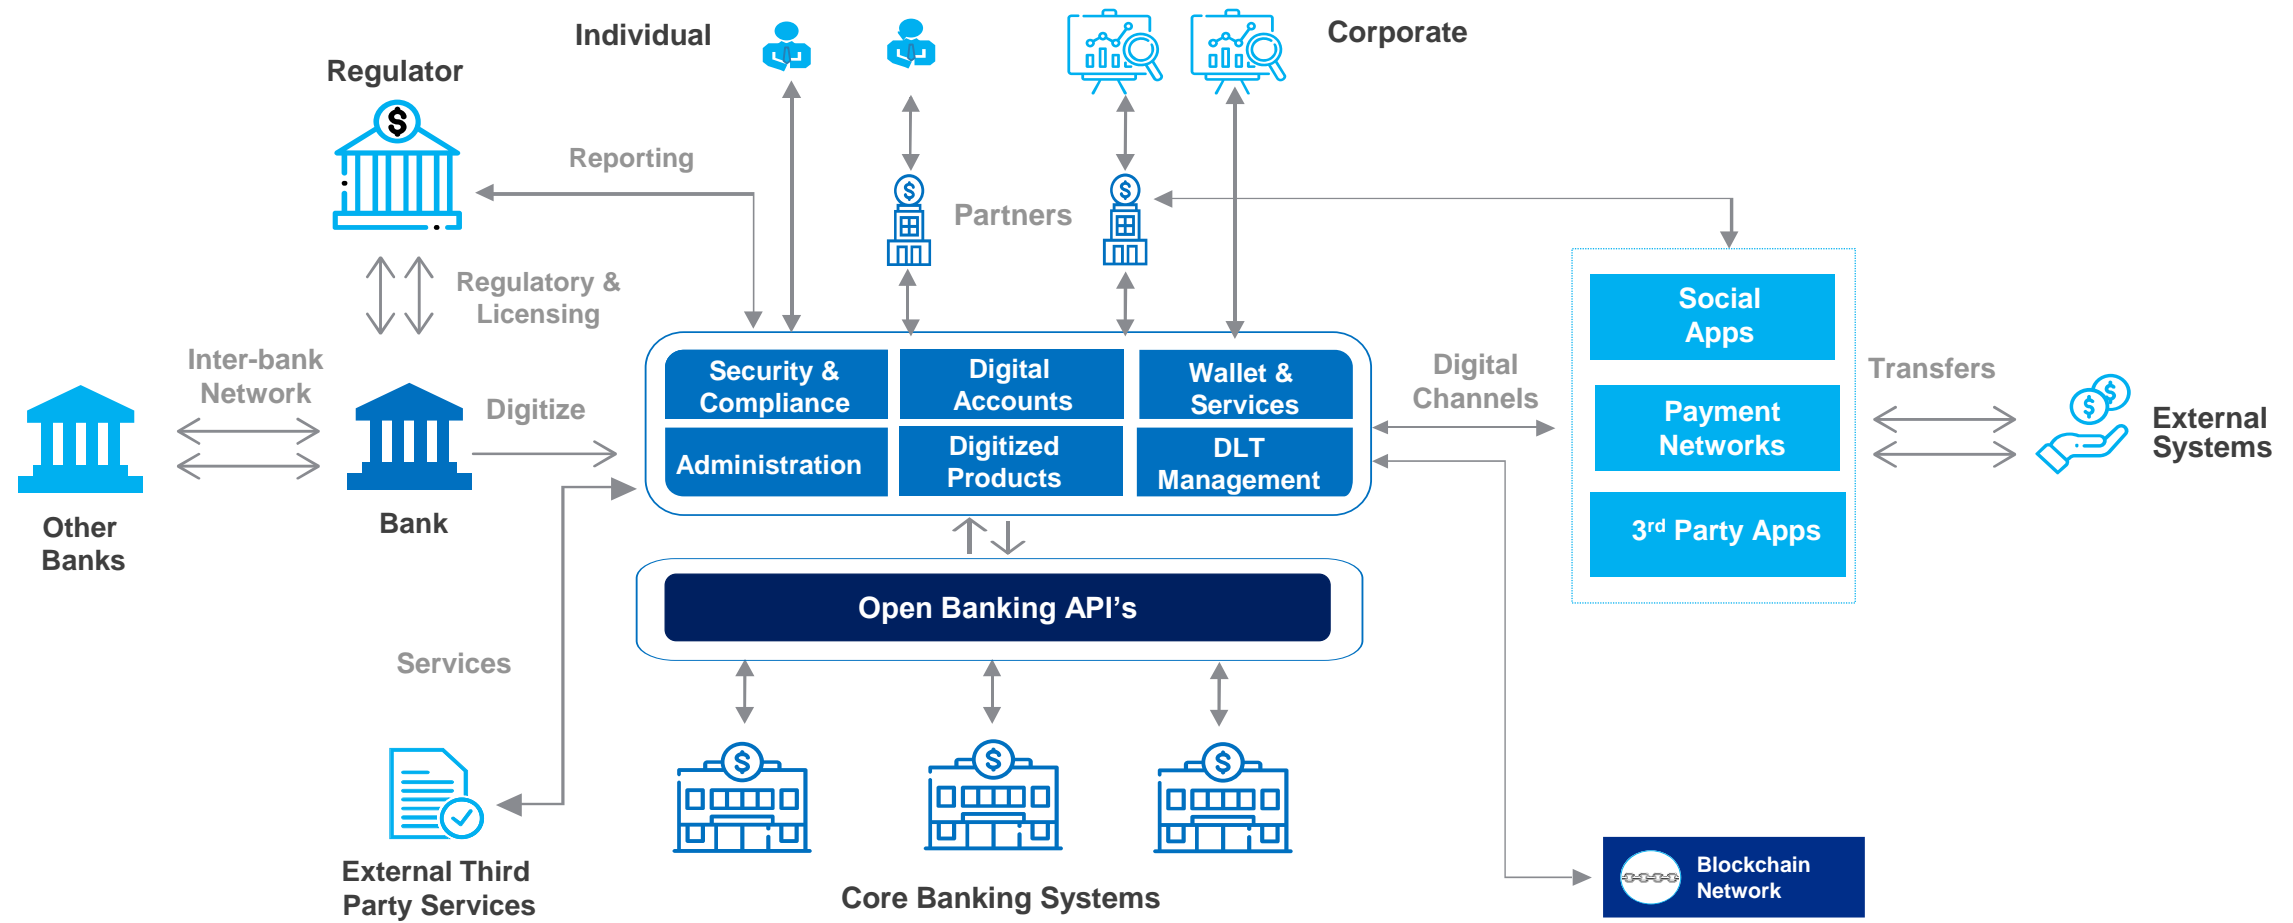 Individual
Corporate
Regulator
Reporting
Partners
Regulatory &
Licensing
Social
Apps
Inter-bank
Network
Digitize
Security &
Compliance
Digital
Accounts
Wallet &
Services
Administration
Digitized
Products
DLT
Management
Digital
Channels
Payment
Networks
Transfers
External
Systems
3rd Party Apps
Other
Banks
Bank
Open Banking API’s
Services
External Third
Party Services
Core Banking Systems
Blockchain
Network